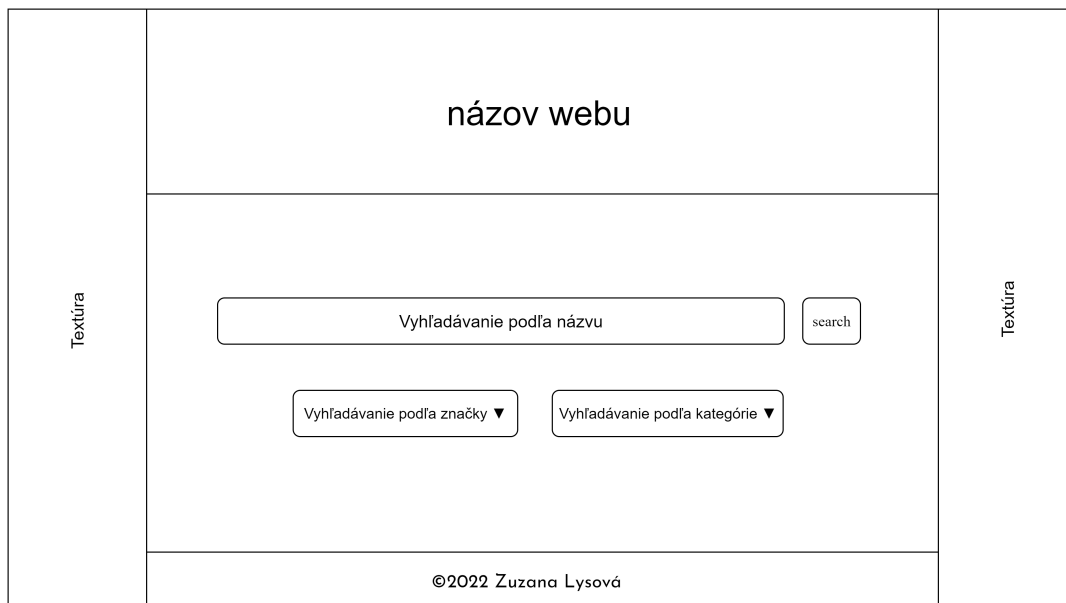 názov webu
Textúra
Textúra
Vyhľadávanie podľa názvu
search
Vyhľadávanie podľa značky ▼
Vyhľadávanie podľa kategórie ▼
©2022 Zuzana Lysová